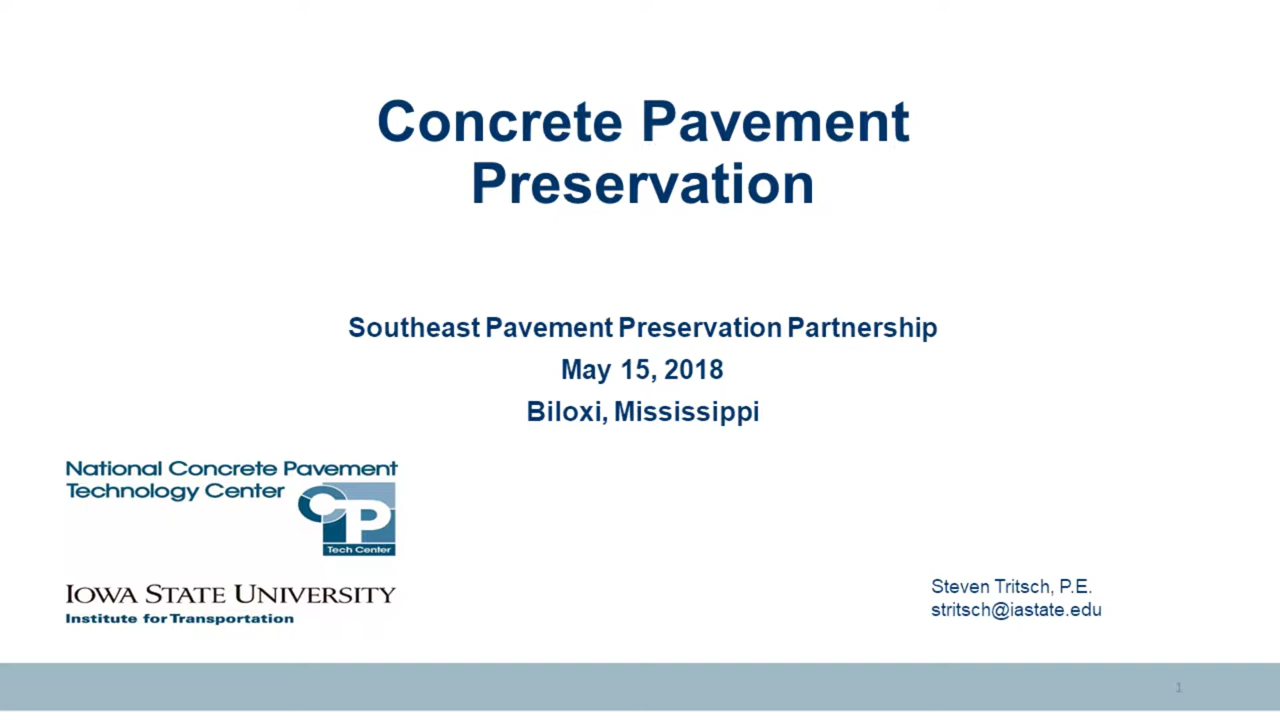 Concrete Pavement
Preservation
Southeast Pavement Preservation Partnership
May 15, 2018
Biloxi, Mississippi
National Concrete Pavement
Technology Center
CP
Tech Center
IOWA STATE UNIVERSITY
Institute for Transportation
Steven Tritsch, P.E.
stritsch@iastate.edu
1